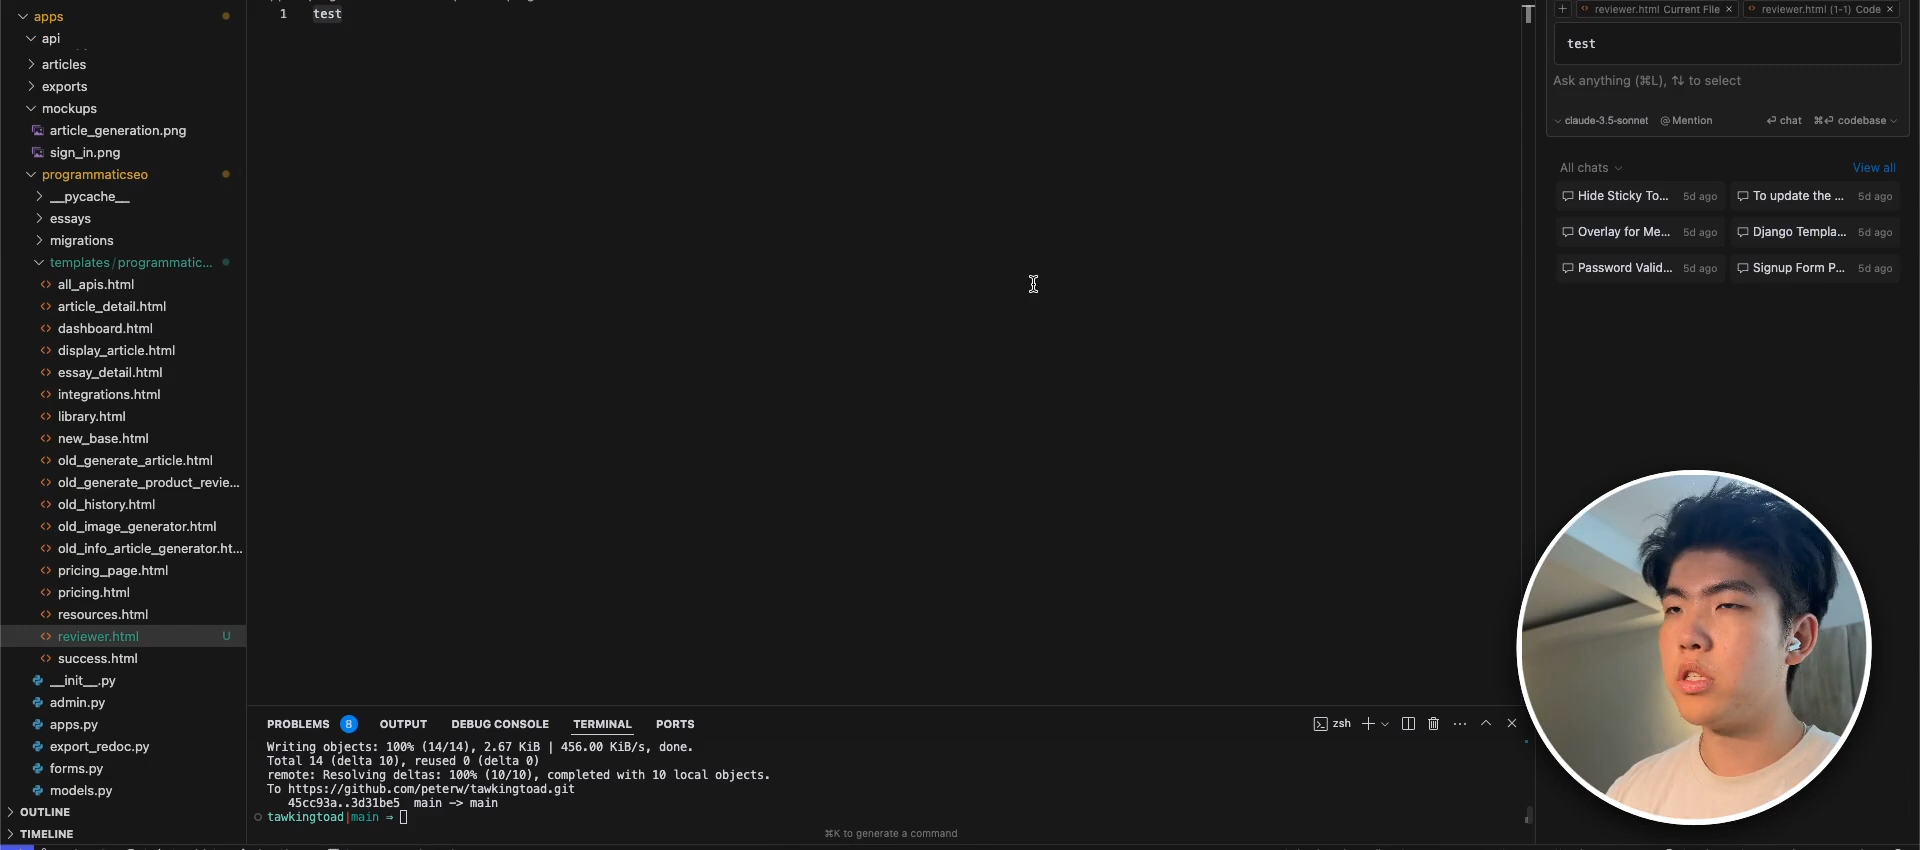 apps
api
articles
exports
mockups
article_generation.png
sign_in.png
programmaticseo
__pycache__
essays
migrations
templates/programmatic...
all_apis.html
article_detail.html
dashboard.html
display_article.html
essay_detail.html
integrations.html
library.html
new_base.html
old_generate_article.html
old_generate_product_revie...
old_history.html
old_image_generator.html
old_info_article_generator.ht...
pricing_page.html
pricing.html
resources.html
reviewer.html U
success.html
__init__.py
admin.py
apps.py
export_redoc.py
forms.py
models.py
OUTLINE
TIMELINE
1 test
PROBLEMS 8 OUTPUT DEBUG CONSOLE TERMINAL PORTS zsh
Writing objects: 100% (14/14), 2.67 KiB | 456.00 KiB/s, done.
Total 14 (delta 10), reused 0 (delta 0)
remote: Resolving deltas: 100% (10/10), completed with 10 local objects.
To https://github.com/peterw/tawkingtoad.git
45cc93a..3d31be5 main -> main
tawkingtoad|main ⇒
⌘K to generate a command
+ reviewer.html Current File × reviewer.html (1-1) Code ×
test
Ask anything (⌘L), ↑↓ to select
claude-3.5-sonnet @ Mention ⏎ chat ⌘⏎ codebase
All chats View all
Hide Sticky To... 5d ago To update the ... 5d ago
Overlay for Me... 5d ago Django Templa... 5d ago
Password Valid... 5d ago Signup Form P... 5d ago